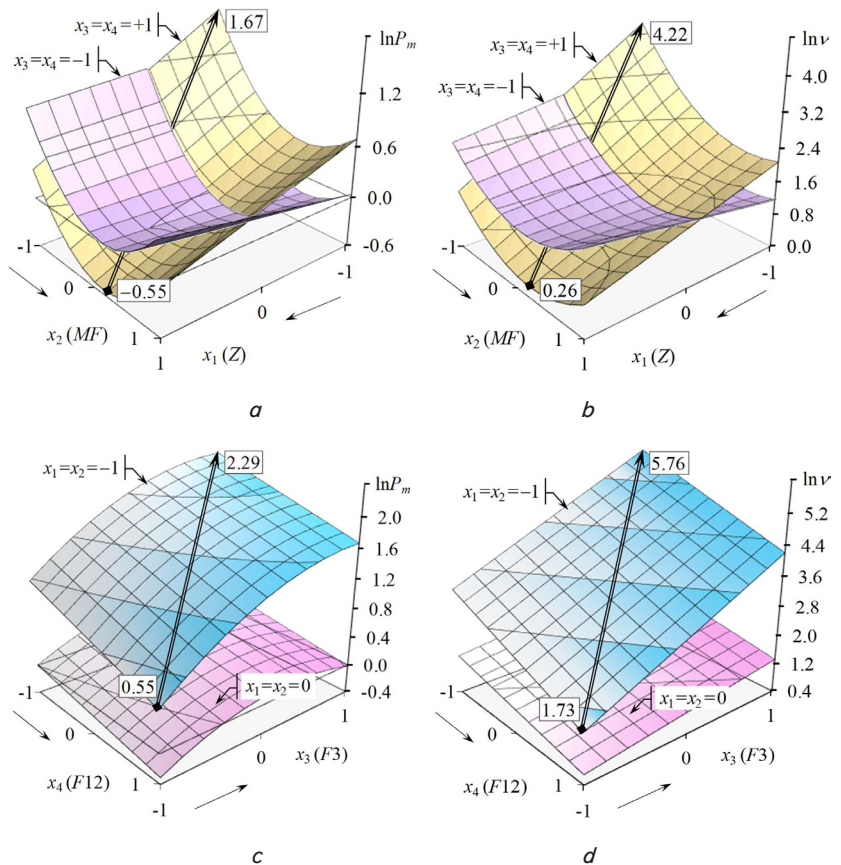 x₃=x₄=+1
1.67
lnPₘ
x₃=x₄=−1
1.2
0.6
0.0
-0.6
-1
-1
0
−0.55
0
x₂ (MF)
1
1
x₁ (Z)
a
x₃=x₄=+1
4.22
lnν
x₃=x₄=−1
4.0
3.2
2.4
1.6
0.8
0.0
-1
-1
0
0.26
0
x₂ (MF)
1
1
x₁ (Z)
b
x₁=x₂=−1
2.29
lnPₘ
2.0
1.6
1.2
0.8
0.4
0.0
-0.4
0.55
x₁=x₂=0
-1
1
0
0
x₃ (F3)
x₄ (F12)
1
-1
c
x₁=x₂=−1
5.76
lnν
5.2
4.4
3.6
2.8
2.0
1.2
0.4
1.73
x₁=x₂=0
-1
1
0
0
x₃ (F3)
x₄ (F12)
1
-1
d